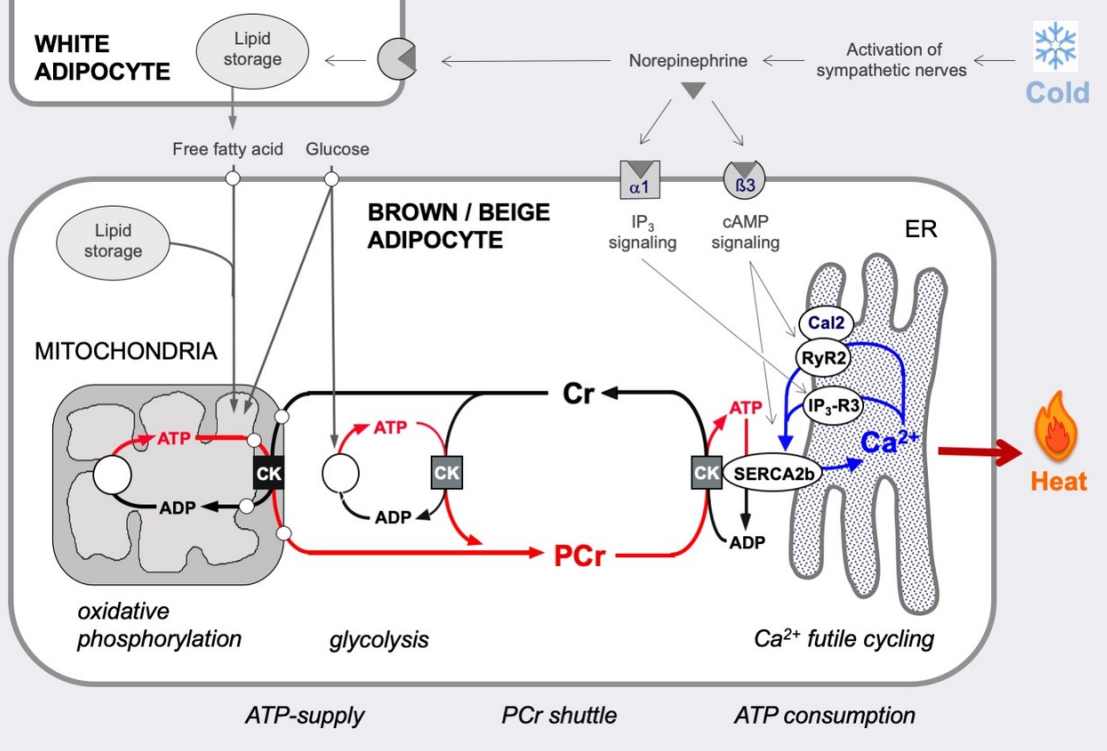 WHITE
ADIPOCYTE
Lipid
storage
Norepinephrine
Activation of
sympathetic nerves
Cold
Free fatty acid
Glucose
α1
ß3
BROWN / BEIGE
ADIPOCYTE
IP₃
signaling
cAMP
signaling
ER
Lipid
storage
MITOCHONDRIA
Cal2
RyR2
IP₃-R3
Ca²⁺
SERCA2b
ATP
ADP
CK
ATP
ADP
CK
Cr
PCr
CK
ATP
ADP
Heat
oxidative
phosphorylation
glycolysis
Ca²⁺ futile cycling
ATP-supply
PCr shuttle
ATP consumption